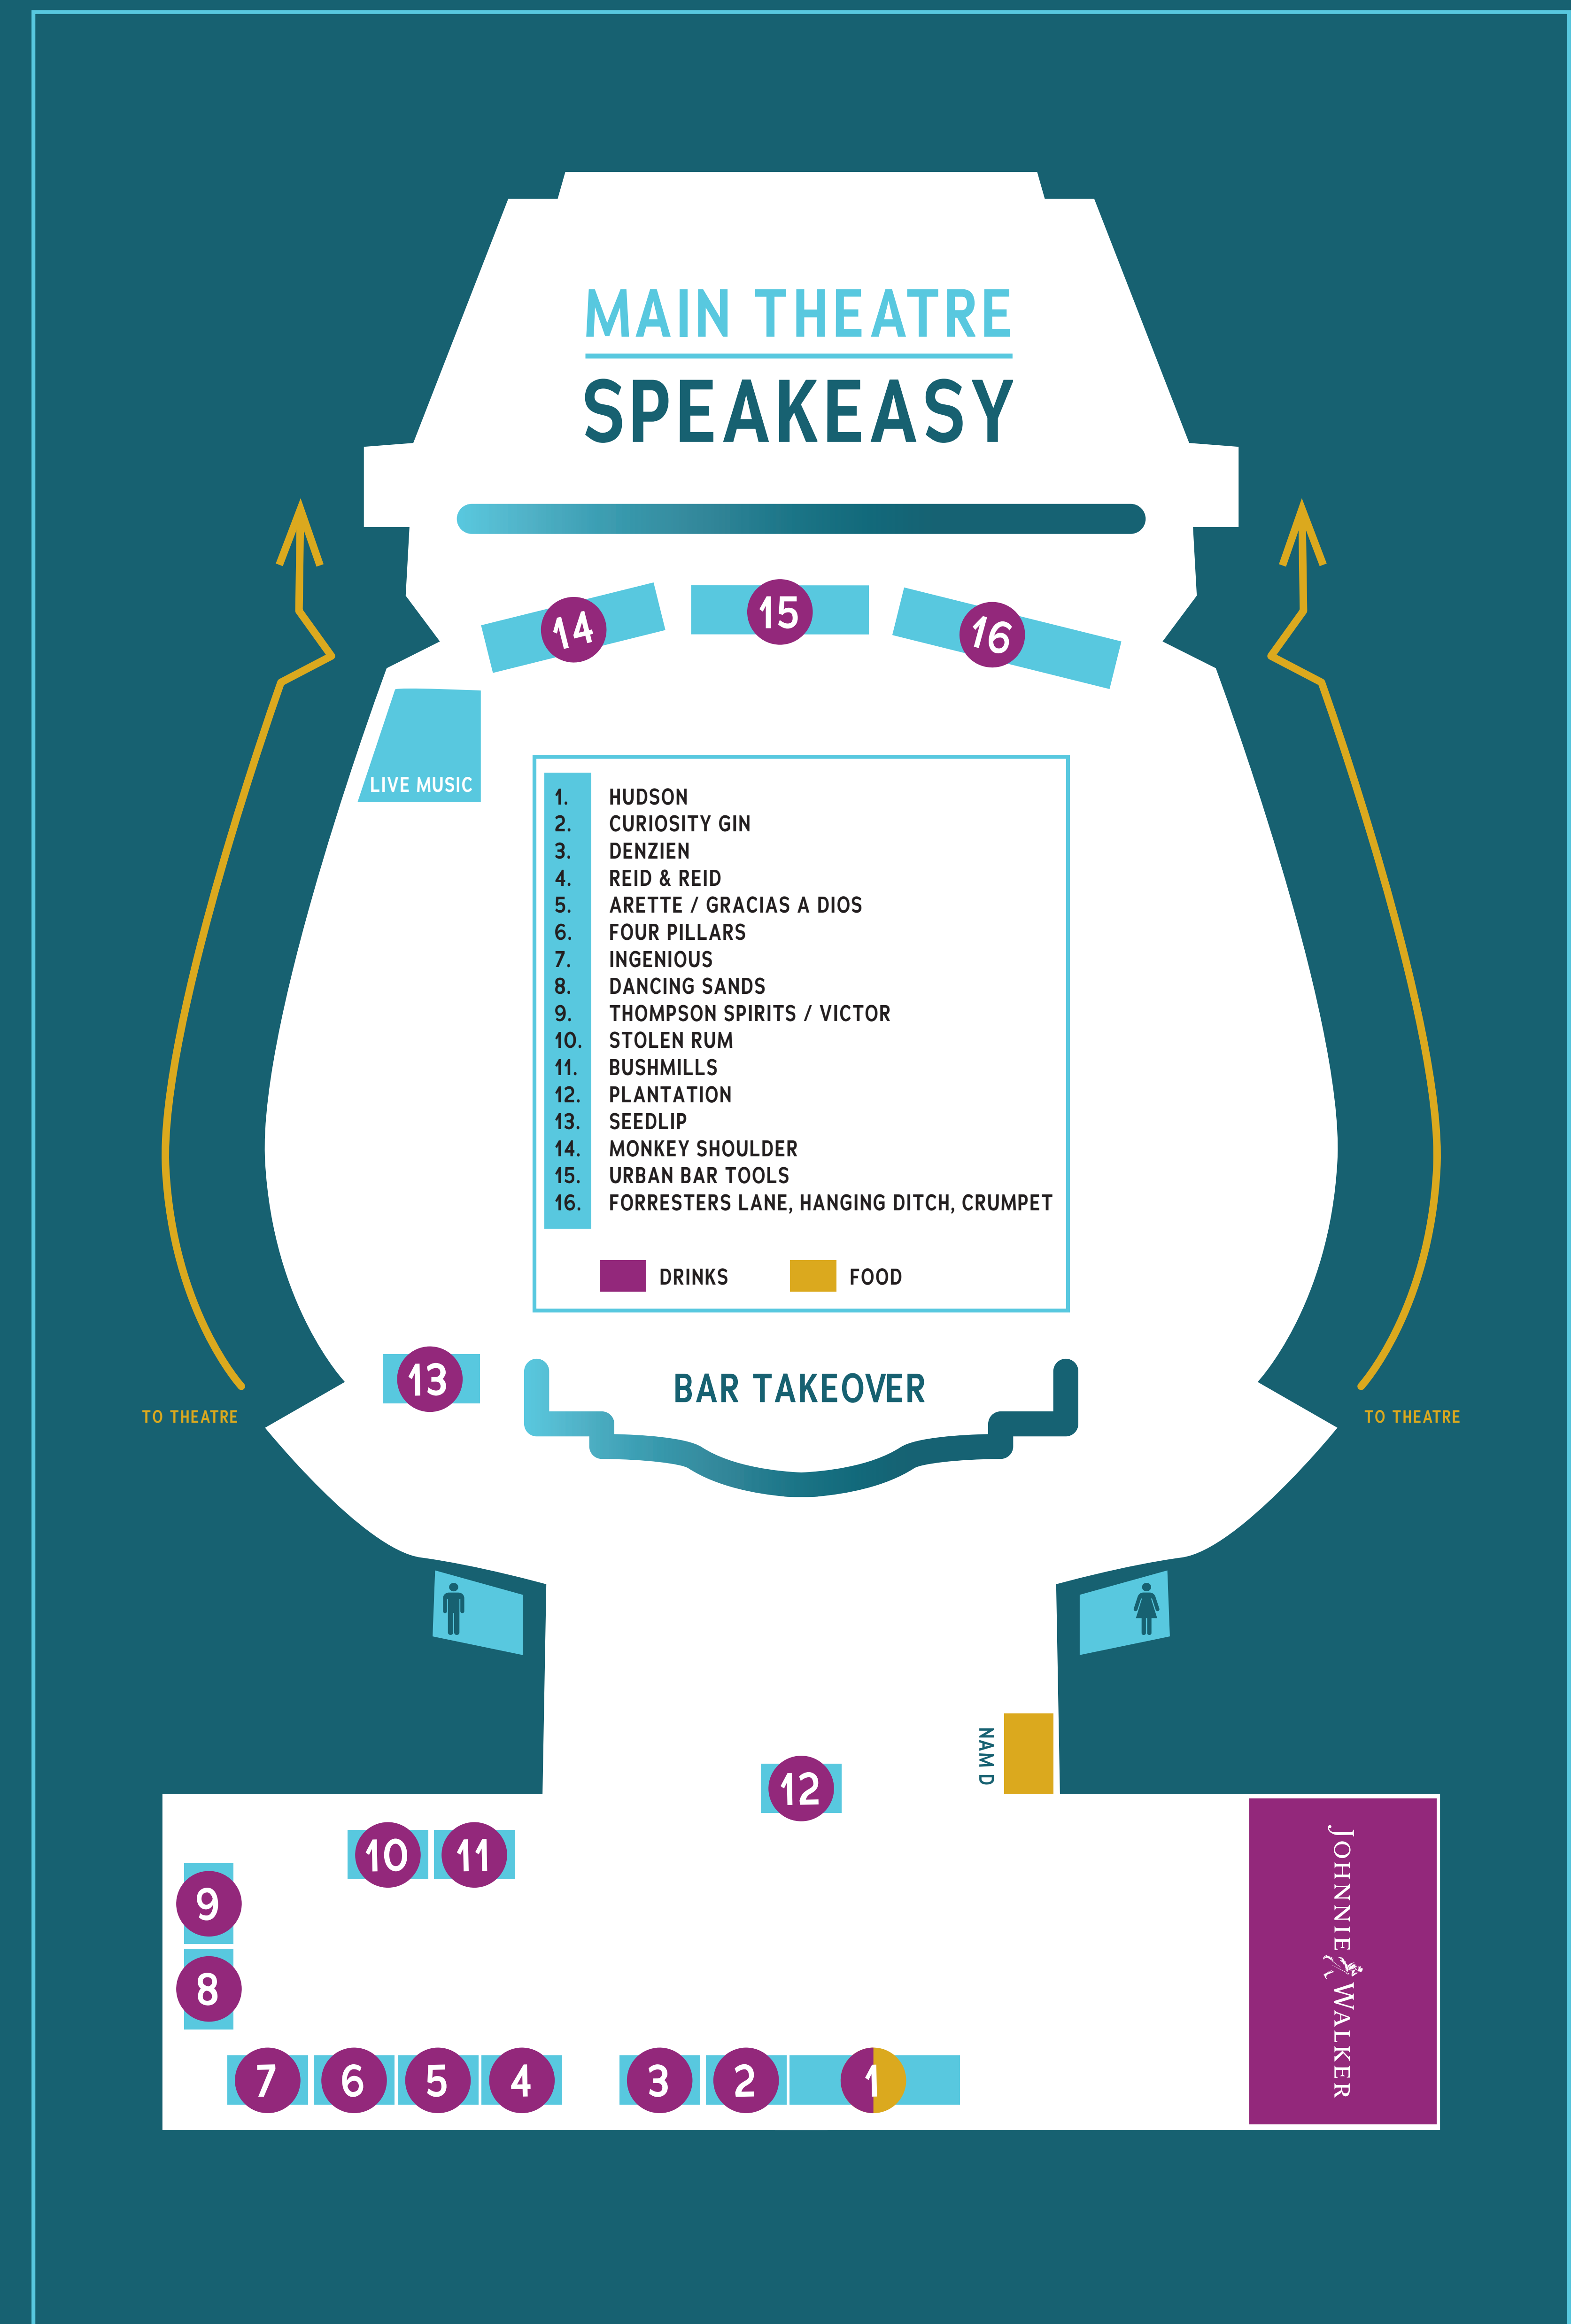 MAIN THEATRE
SPEAKEASY
14
15
16
LIVE MUSIC
1. HUDSON
2. CURIOSITY GIN
3. DENZIEN
4. REID & REID
5. ARETTE / GRACIAS A DIOS
6. FOUR PILLARS
7. INGENIOUS
8. DANCING SANDS
9. THOMPSON SPIRITS / VICTOR
10. STOLEN RUM
11. BUSHMILLS
12. PLANTATION
13. SEEDLIP
14. MONKEY SHOULDER
15. URBAN BAR TOOLS
16. FORRESTERS LANE, HANGING DITCH, CRUMPET
DRINKS
FOOD
13
BAR TAKEOVER
TO THEATRE
TO THEATRE
NAM D
12
10
11
9
8
JOHNNIE WALKER
7
6
5
4
3
2
1